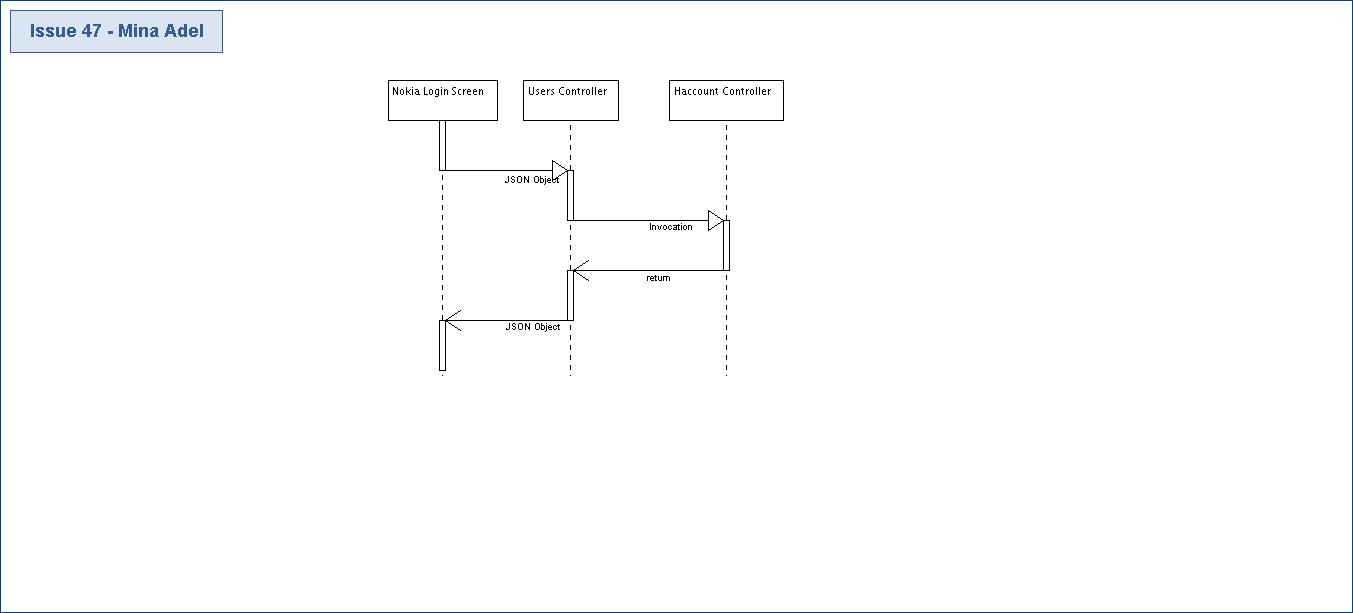 Issue 47 - Mina Adel
Nokia Login Screen
Users Controller
Haccount Controller
JSON Object
Invocation
return
JSON Object